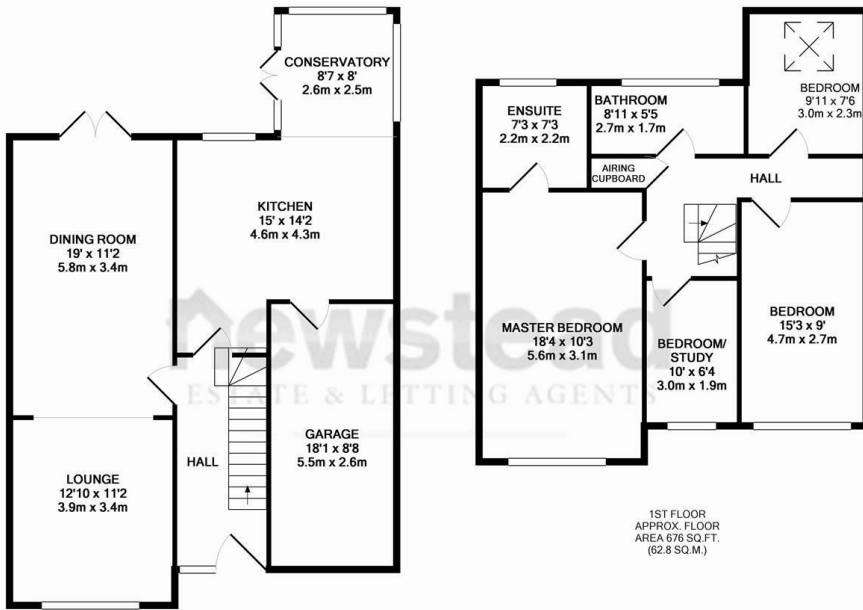 CONSERVATORY
8'7 x 8'
2.6m x 2.5m
DINING ROOM
19' x 11'2
5.8m x 3.4m
KITCHEN
15' x 14'2
4.6m x 4.3m
LOUNGE
12'10 x 11'2
3.9m x 3.4m
HALL
GARAGE
18'1 x 8'8
5.5m x 2.6m
ENSUITE
7'3 x 7'3
2.2m x 2.2m
BATHROOM
8'11 x 5'5
2.7m x 1.7m
BEDROOM
9'11 x 7'6
3.0m x 2.3m
AIRING
CUPBOARD
HALL
MASTER BEDROOM
18'4 x 10'3
5.6m x 3.1m
BEDROOM/
STUDY
10' x 6'4
3.0m x 1.9m
BEDROOM
15'3 x 9'
4.7m x 2.7m
newstead
ESTATE & LETTING AGENTS
1ST FLOOR
APPROX. FLOOR
AREA 676 SQ.FT.
(62.8 SQ.M.)